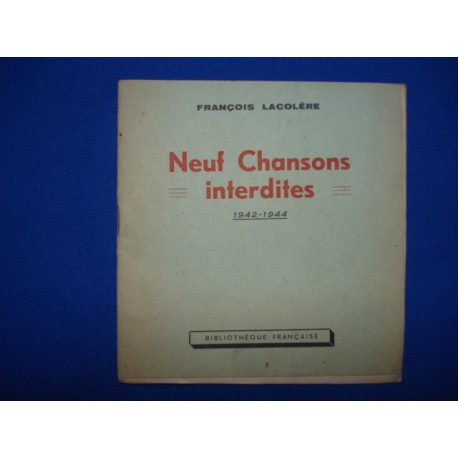 FRANÇOIS LACOLÈRE
Neuf Chansons
interdites
1942-1944
BIBLIOTHÈQUE FRANÇAISE